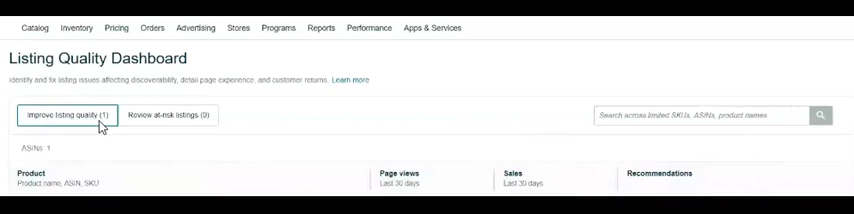 Catalog Inventory Pricing Orders Advertising Stores Programs Reports Performance Apps & Services
Listing Quality Dashboard
Identify and fix listing issues affecting discoverability, detail page experience, and customer returns. Learn more
Improve listing quality (1) Review at-risk listings (0) Search across limited SKUs, ASINs, product names
ASINs: 1
Product Page views Sales Recommendations
Product name, ASIN, SKU Last 30 days Last 30 days